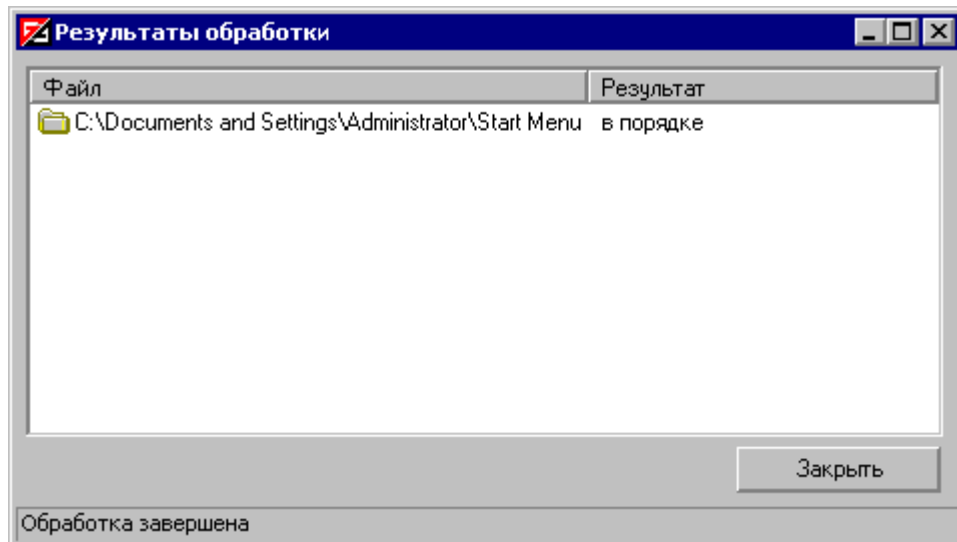 Результаты обработки
Файл Результат
C:\Documents and Settings\Administrator\Start Menu в порядке
Закрыть
Обработка завершена